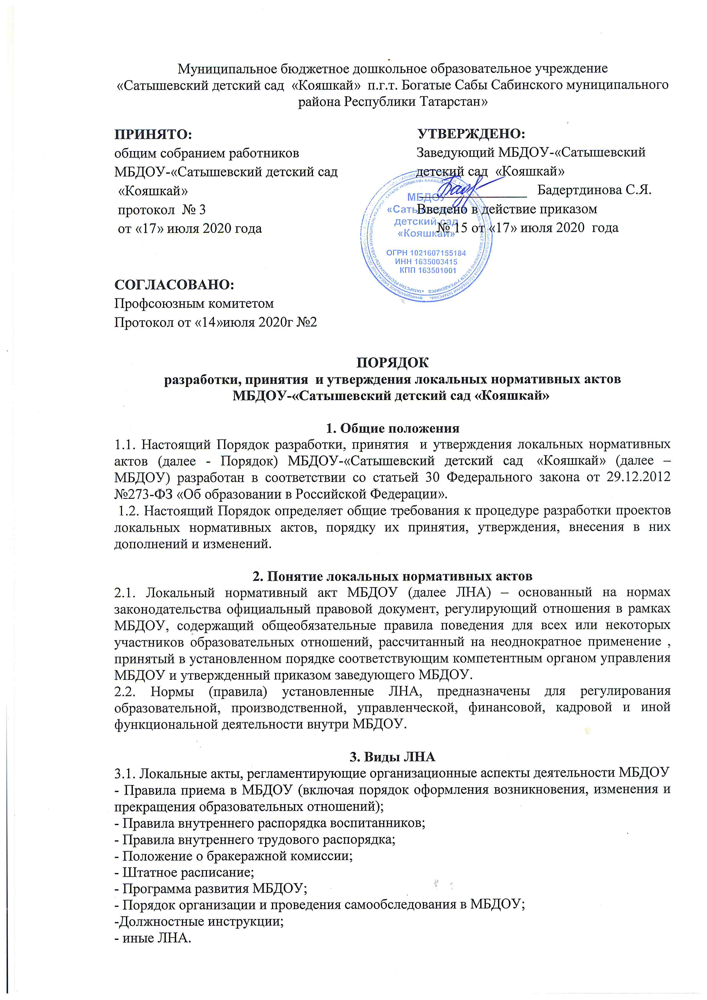 Муниципальное бюджетное дошкольное образовательное учреждение
«Сатышевский детский сад «Кояшкай» п.г.т. Богатые Сабы Сабинского муниципального
района Республики Татарстан»
ПРИНЯТО:
общим собранием работников
МБДОУ-«Сатышевский детский сад
«Кояшкай»
протокол № 3
от «17» июля 2020 года
УТВЕРЖДЕНО:
Заведующий МБДОУ-«Сатышевский
детский сад «Кояшкай»
Бадертдинова С.Я.
Введено в действие приказом
№ 15 от «17» июля 2020 года
МБДОУ
«Сатышевский
детский сад
«Кояшкай»
ОГРН 1021607155184
ИНН 1635003415
КПП 163501001
СОГЛАСОВАНО:
Профсоюзным комитетом
Протокол от «14»июля 2020г №2
ПОРЯДОК
разработки, принятия и утверждения локальных нормативных актов
МБДОУ-«Сатышевский детский сад «Кояшкай»
1. Общие положения
1.1. Настоящий Порядок разработки, принятия и утверждения локальных нормативных
актов (далее - Порядок) МБДОУ-«Сатышевский детский сад «Кояшкай» (далее –
МБДОУ) разработан в соответствии со статьей 30 Федерального закона от 29.12.2012
№273-ФЗ «Об образовании в Российской Федерации».
1.2. Настоящий Порядок определяет общие требования к процедуре разработки проектов
локальных нормативных актов, порядку их принятия, утверждения, внесения в них
дополнений и изменений.
2. Понятие локальных нормативных актов
2.1. Локальный нормативный акт МБДОУ (далее ЛНА) – основанный на нормах
законодательства официальный правовой документ, регулирующий отношения в рамках
МБДОУ, содержащий общеобязательные правила поведения для всех или некоторых
участников образовательных отношений, рассчитанный на неоднократное применение ,
принятый в установленном порядке соответствующим компетентным органом управления
МБДОУ и утвержденный приказом заведующего МБДОУ.
2.2. Нормы (правила) установленные ЛНА, предназначены для регулирования
образовательной, производственной, управленческой, финансовой, кадровой и иной
функциональной деятельности внутри МБДОУ.
3. Виды ЛНА
3.1. Локальные акты, регламентирующие организационные аспекты деятельности МБДОУ
- Правила приема в МБДОУ (включая порядок оформления возникновения, изменения и
прекращения образовательных отношений);
- Правила внутреннего распорядка воспитанников;
- Правила внутреннего трудового распорядка;
- Положение о бракеражной комиссии;
- Штатное расписание;
- Программа развития МБДОУ;
- Порядок организации и проведения самообследования в МБДОУ;
-Должностные инструкции;
- иные ЛНА.